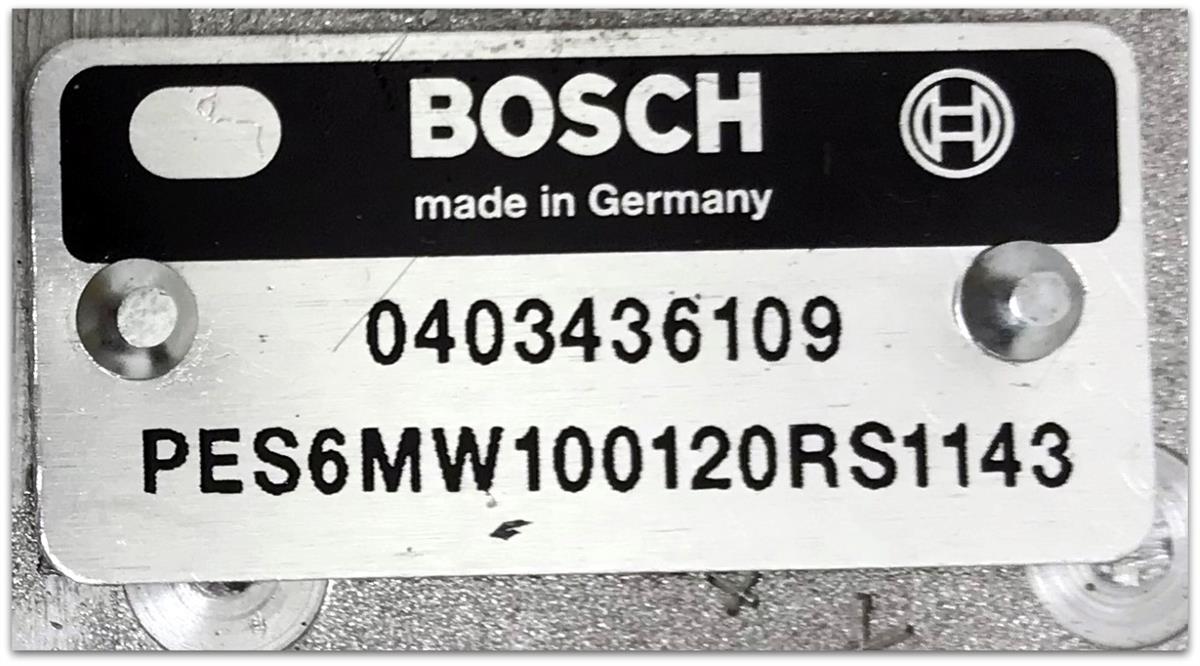 BOSCH
made in Germany
0403436109
PES6MW100120RS1143